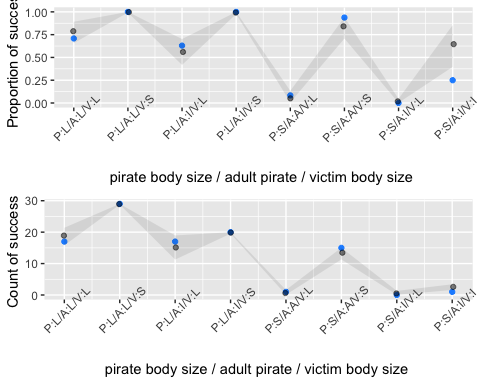 Proportion of succes
1.00
0.75
0.50
0.25
0.00
P:L/A:L/V:L
P:L/A:L/V:S
P:L/A:I/V:L
P:L/A:I/V:S
P:S/A:A/V:L
P:S/A:A/V:S
P:S/A:I/V:L
P:S/A:I/V:
pirate body size / adult pirate / victim body size
Count of success
30
20
10
0
P:L/A:L/V:L
P:L/A:L/V:S
P:L/A:I/V:L
P:L/A:I/V:S
P:S/A:A/V:L
P:S/A:A/V:S
P:S/A:I/V:L
P:S/A:I/V:
pirate body size / adult pirate / victim body size